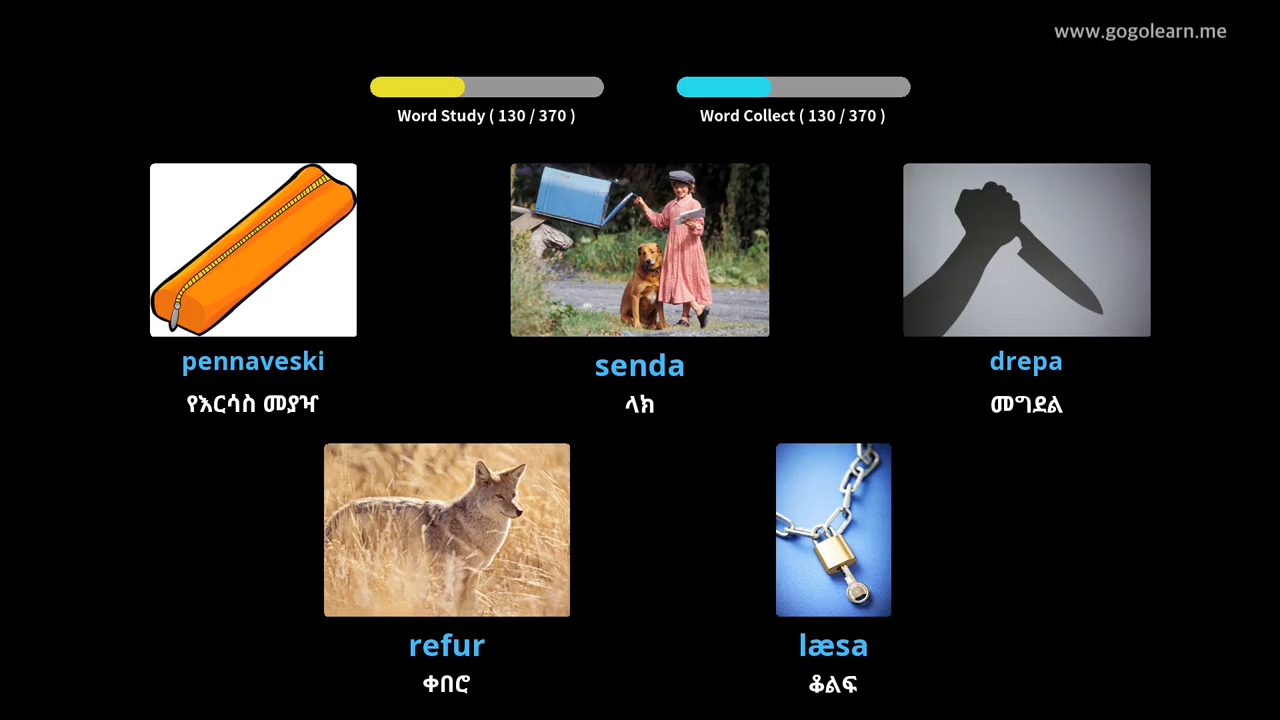 www.gogolearn.me
Word Study ( 130 / 370 )
Word Collect ( 130 / 370 )
pennaveski
senda
drepa
የእርሳስ መያዣ
ላክ
መግደል
refur
læsa
ቀበሮ
ቆልፍ